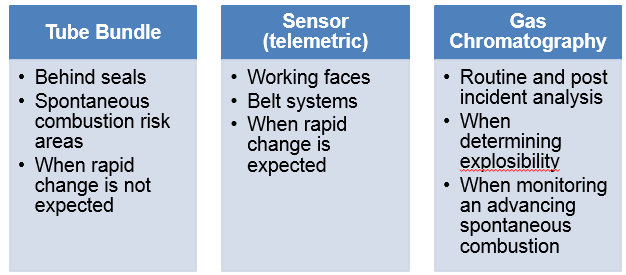 Tube Bundle
• Behind seals
• Spontaneous
combustion risk
areas
• When rapid
change is not
expected
Sensor
(telemetric)
• Working faces
• Belt systems
• When rapid
change is
expected
Gas
Chromatography
• Routine and post
incident analysis
• When
determining
explosibility
• When monitoring
an advancing
spontaneous
combustion